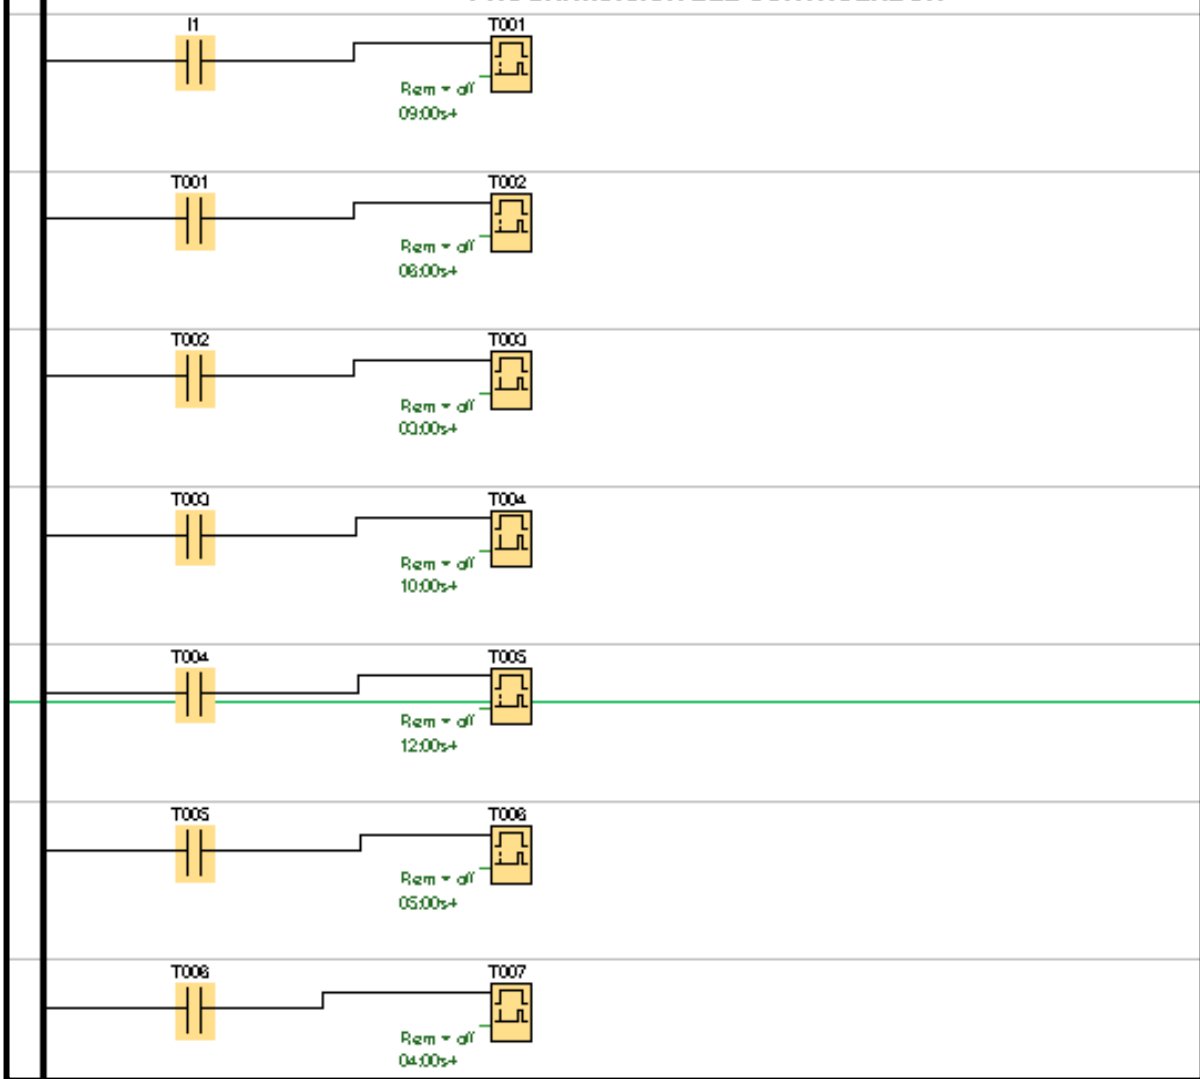 I1
T001
Rem = off
09:00s+
T001
T002
Rem = off
06:00s+
T002
T003
Rem = off
03:00s+
T003
T004
Rem = off
10:00s+
T004
T005
Rem = off
12:00s+
T005
T006
Rem = off
05:00s+
T006
T007
Rem = off
04:00s+